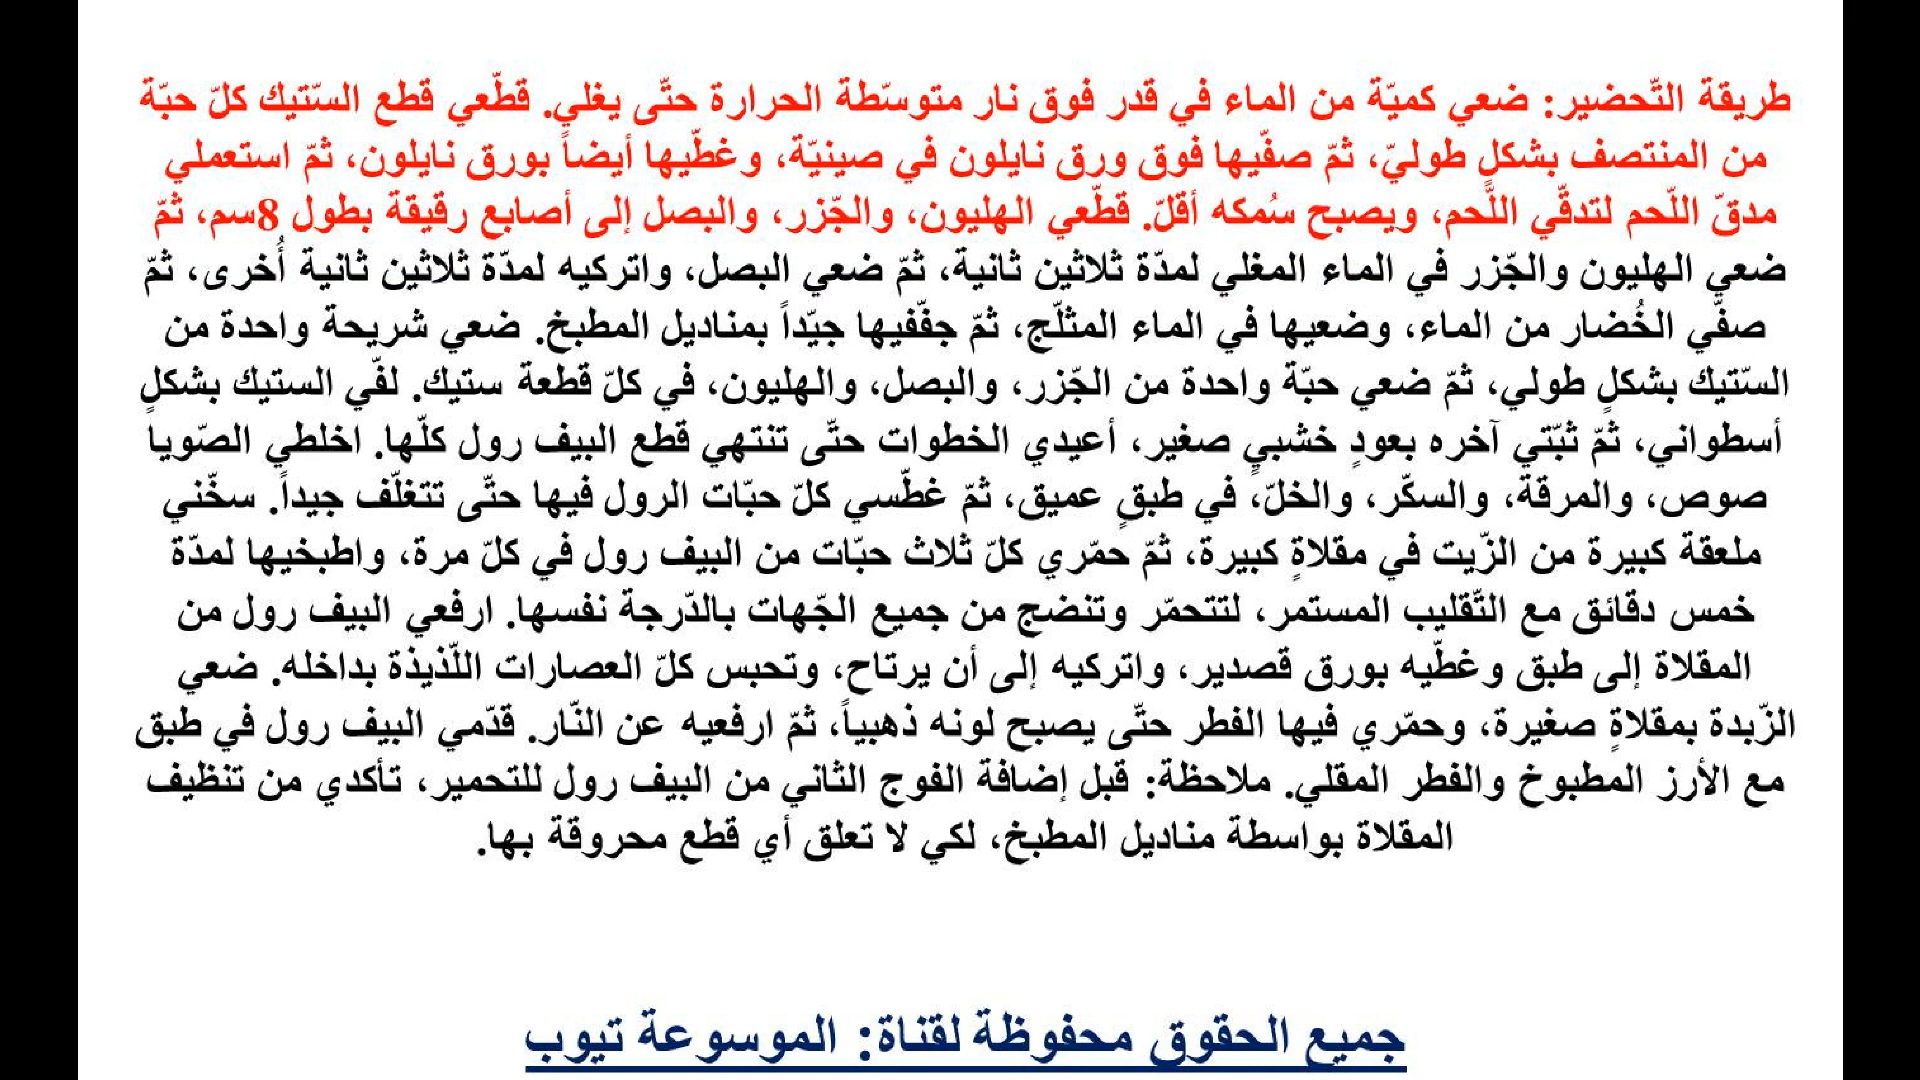 طريقة التّحضير: ضعي كميّة من الماء في قدر فوق نار متوسّطة الحرارة حتّى يغلي. قطّعي قطع السّتيك كلّ حبّة
من المنتصف بشكلٍ طوليّ، ثمّ صفّيها فوق ورق نايلون في صينيّة، وغطّيها أيضاً بورق نايلون، ثمّ استعملي
مدقّ اللّحم لتدقّي اللّحم، ويصبح سُمكه أقلّ. قطّعي الهليون، والجّزر، والبصل إلى أصابع رقيقة بطول 8سم، ثمّ
ضعي الهليون والجّزر في الماء المغلي لمدّة ثلاثين ثانية، ثمّ ضعي البصل، واتركيه لمدّة ثلاثين ثانية أُخرى، ثمّ
صفّي الخُضار من الماء، وضعيها في الماء المثلّج، ثمّ جفّفيها جيّداً بمناديل المطبخ. ضعي شريحة واحدة من
السّتيك بشكلٍ طولي، ثمّ ضعي حبّة واحدة من الجّزر، والبصل، والهليون، في كلّ قطعة ستيك. لفّي الستيك بشكلٍ
أسطواني، ثمّ ثبّتي آخره بعودٍ خشبيٍ صغير، أعيدي الخطوات حتّى تنتهي قطع البيف رول كلّها. اخلطي الصّويا
صوص، والمرقة، والسكّر، والخلّ، في طبقٍ عميق، ثمّ غطّسي كلّ حبّات الرول فيها حتّى تتغلّف جيداً. سخّني
ملعقة كبيرة من الزّيت في مقلاةٍ كبيرة، ثمّ حمّري كلّ ثلاث حبّات من البيف رول في كلّ مرة، واطبخيها لمدّة
خمس دقائق مع التّقليب المستمر، لتتحمّر وتنضج من جميع الجّهات بالدّرجة نفسها. ارفعي البيف رول من
المقلاة إلى طبق وغطّيه بورق قصدير، واتركيه إلى أن يرتاح، وتحبس كلّ العصارات اللّذيذة بداخله. ضعي
الزّبدة بمقلاةٍ صغيرة، وحمّري فيها الفطر حتّى يصبح لونه ذهبياً، ثمّ ارفعيه عن النّار. قدّمي البيف رول في طبق
مع الأرز المطبوخ والفطر المقلي. ملاحظة: قبل إضافة الفوج الثاني من البيف رول للتحمير، تأكدي من تنظيف
المقلاة بواسطة مناديل المطبخ، لكي لا تعلق أي قطع محروقة بها.
جميع الحقوق محفوظة لقناة: الموسوعة تيوب